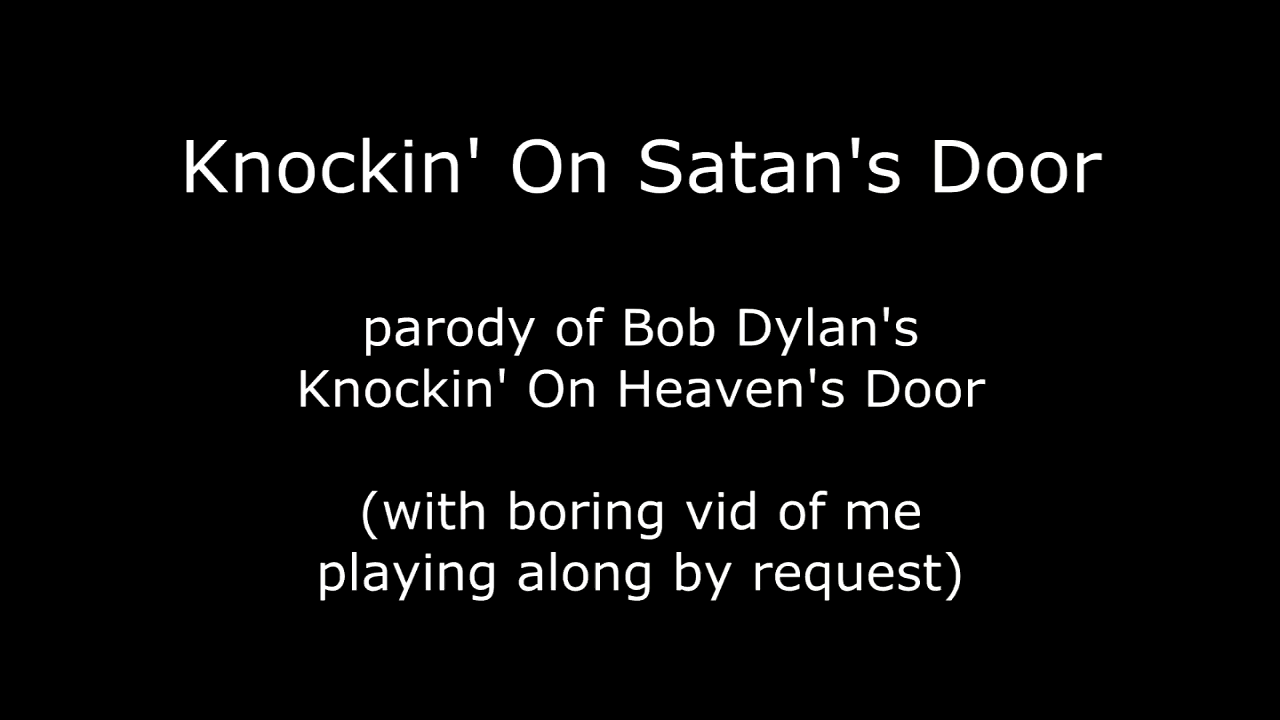 Knockin' On Satan's Door
parody of Bob Dylan's
Knockin' On Heaven's Door
(with boring vid of me
playing along by request)